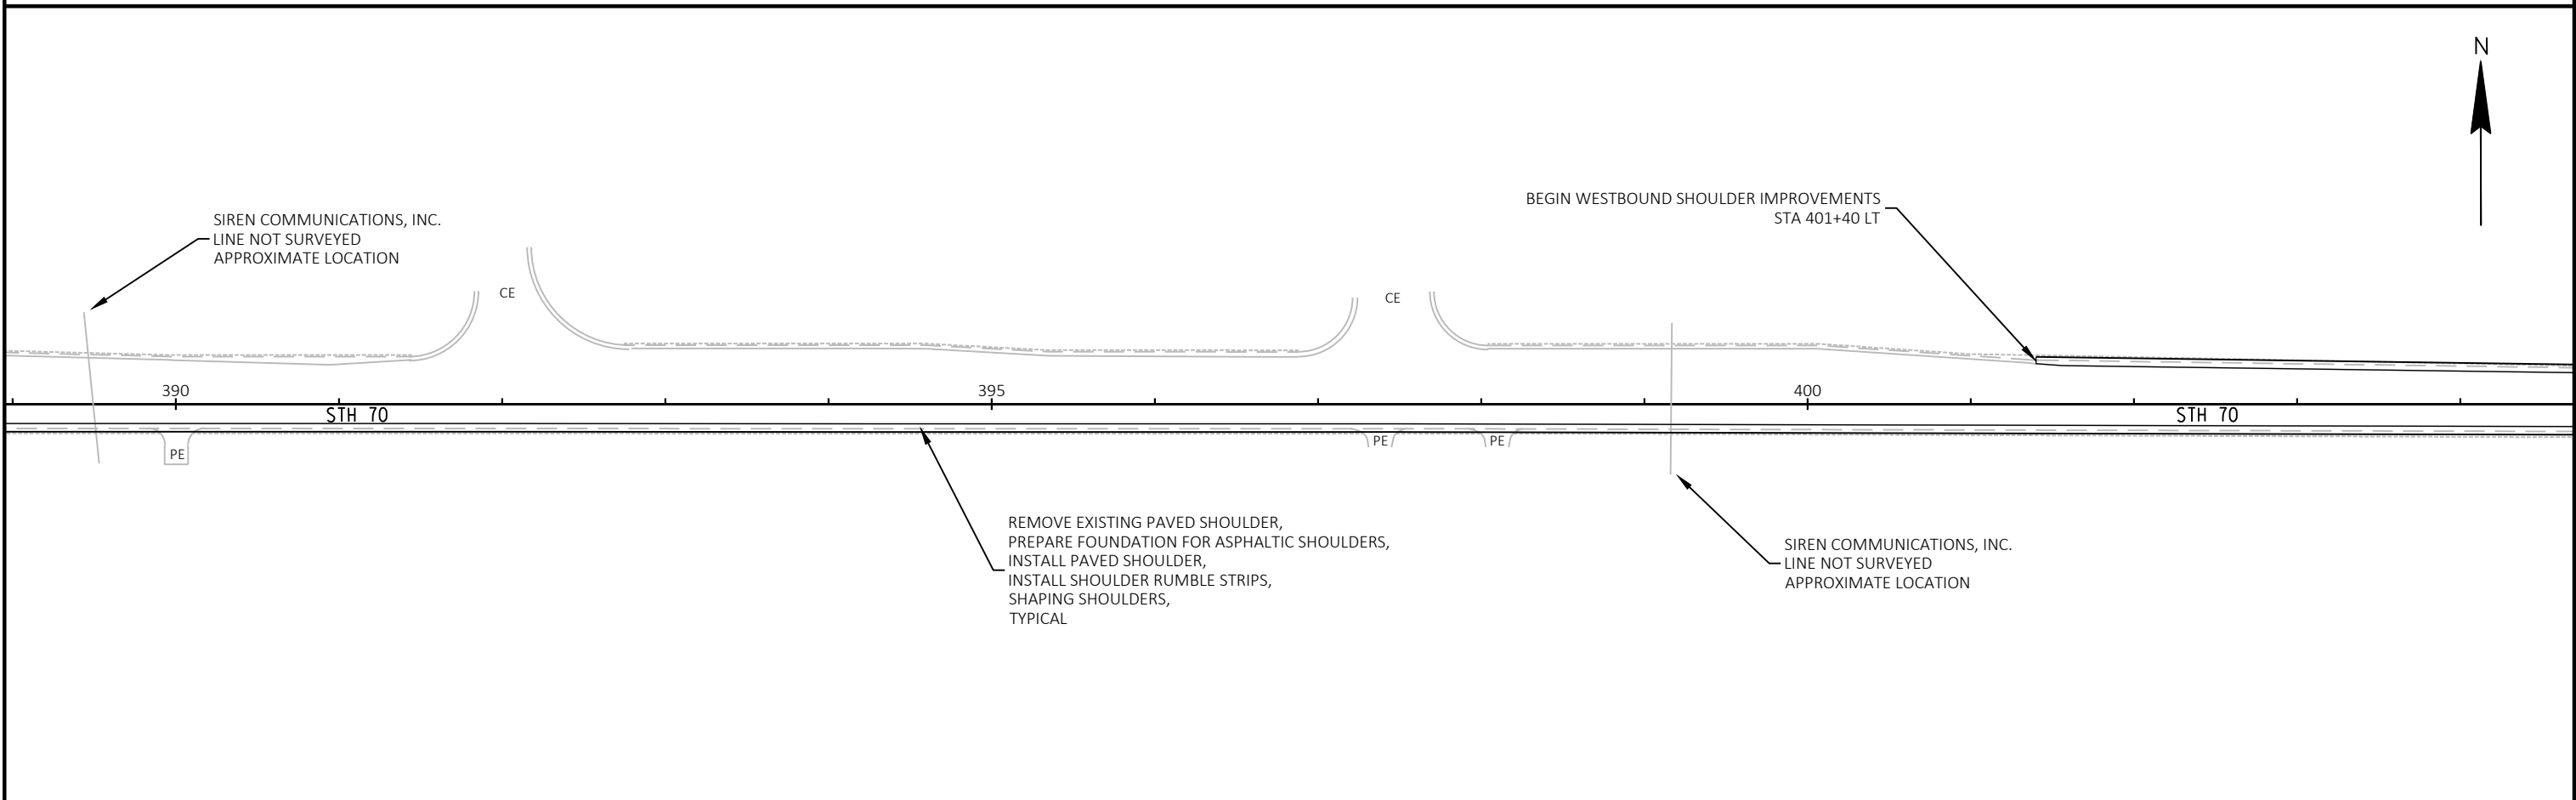 N
BEGIN WESTBOUND SHOULDER IMPROVEMENTS
STA 401+40 LT
SIREN COMMUNICATIONS, INC.
LINE NOT SURVEYED
APPROXIMATE LOCATION
CE
CE
390
395
400
STH 70
STH 70
PE
PE
PE
REMOVE EXISTING PAVED SHOULDER,
PREPARE FOUNDATION FOR ASPHALTIC SHOULDERS,
INSTALL PAVED SHOULDER,
INSTALL SHOULDER RUMBLE STRIPS,
SHAPING SHOULDERS,
TYPICAL
SIREN COMMUNICATIONS, INC.
LINE NOT SURVEYED
APPROXIMATE LOCATION